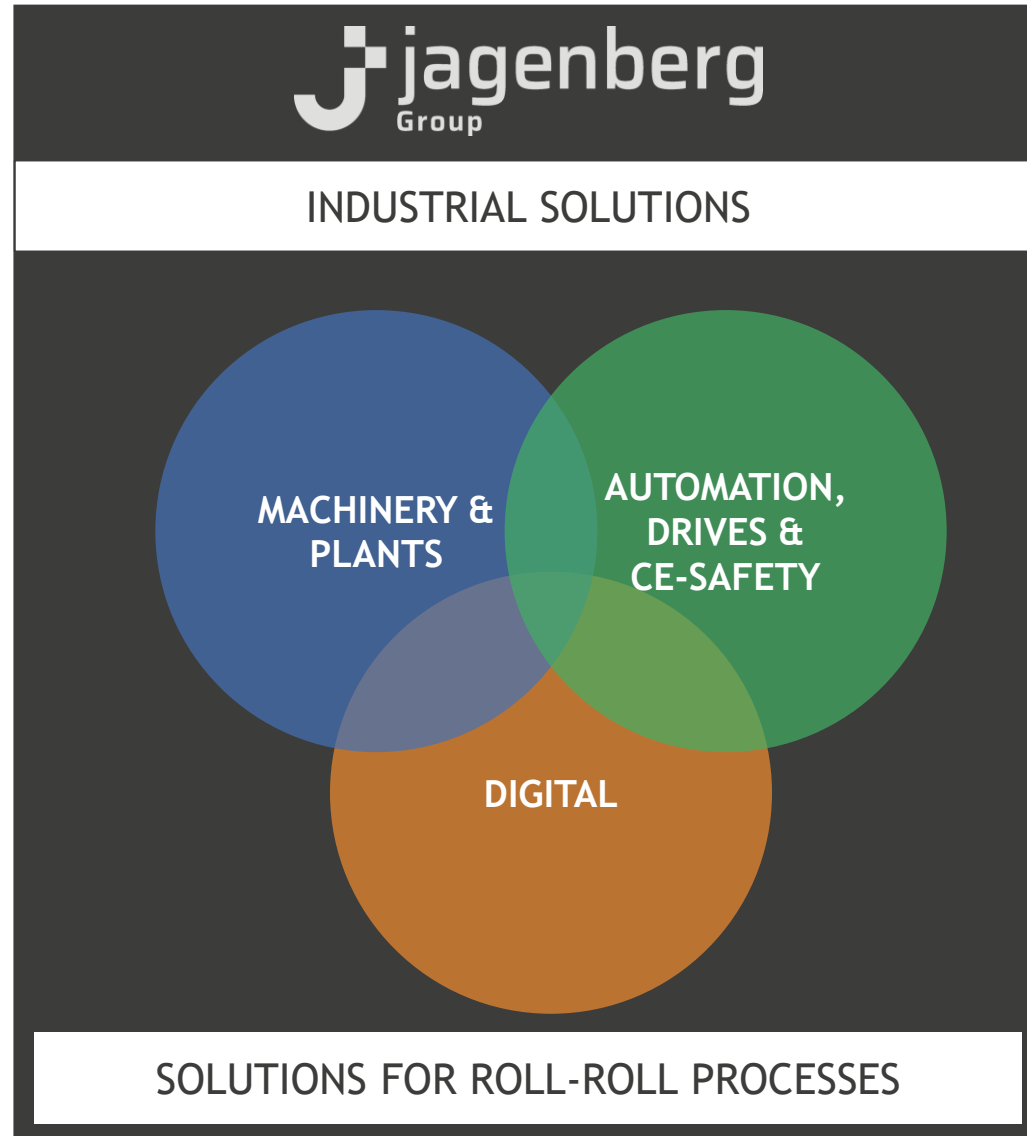 jagenberg
Group
INDUSTRIAL SOLUTIONS
MACHINERY &
PLANTS
AUTOMATION,
DRIVES &
CE-SAFETY
DIGITAL
SOLUTIONS FOR ROLL-ROLL PROCESSES